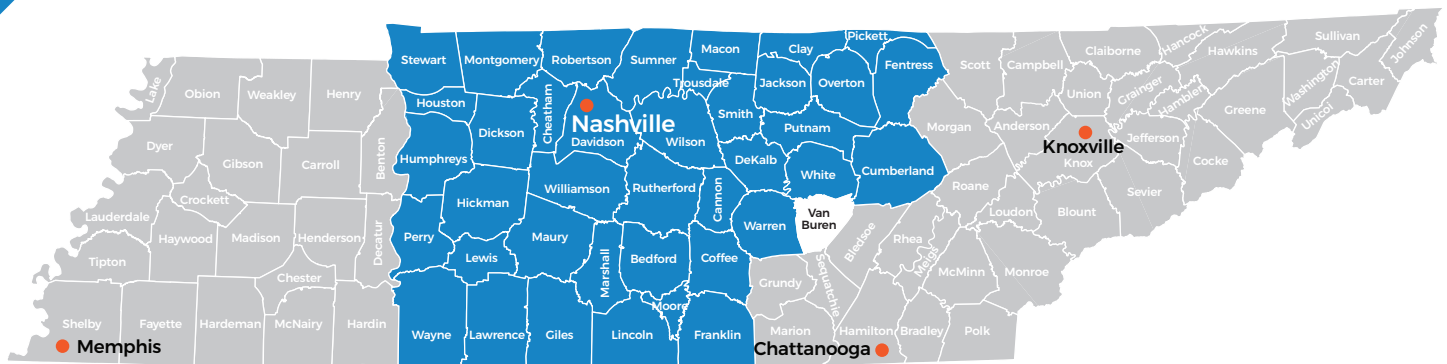 Stewart
Montgomery
Robertson
Sumner
Macon
Clay
Pickett
Fentress
Scott
Campbell
Claiborne
Hancock
Hawkins
Sullivan
Johnson
Lake
Obion
Weakley
Henry
Houston
Dickson
Cheatham
Nashville
Davidson
Wilson
Trousdale
Smith
Jackson
Overton
Putnam
Morgan
Anderson
Union
Grainger
Hamblen
Greene
Washington
Unicoi
Carter
Dyer
Gibson
Crockett
Carroll
Benton
Humphreys
Williamson
Rutherford
Cannon
DeKalb
White
Cumberland
Roane
Knoxville
Knox
Jefferson
Cocke
Sevier
Blount
Loudon
Lauderdale
Haywood
Madison
Henderson
Decatur
Perry
Hickman
Lewis
Maury
Marshall
Bedford
Coffee
Warren
Van
Buren
Bledsoe
Rhea
Meigs
McMinn
Monroe
Tipton
Chester
Moore
Grundy
Sequatchie
Shelby
Memphis
Fayette
Hardeman
McNairy
Hardin
Wayne
Lawrence
Giles
Lincoln
Franklin
Marion
Chattanooga
Hamilton
Bradley
Polk